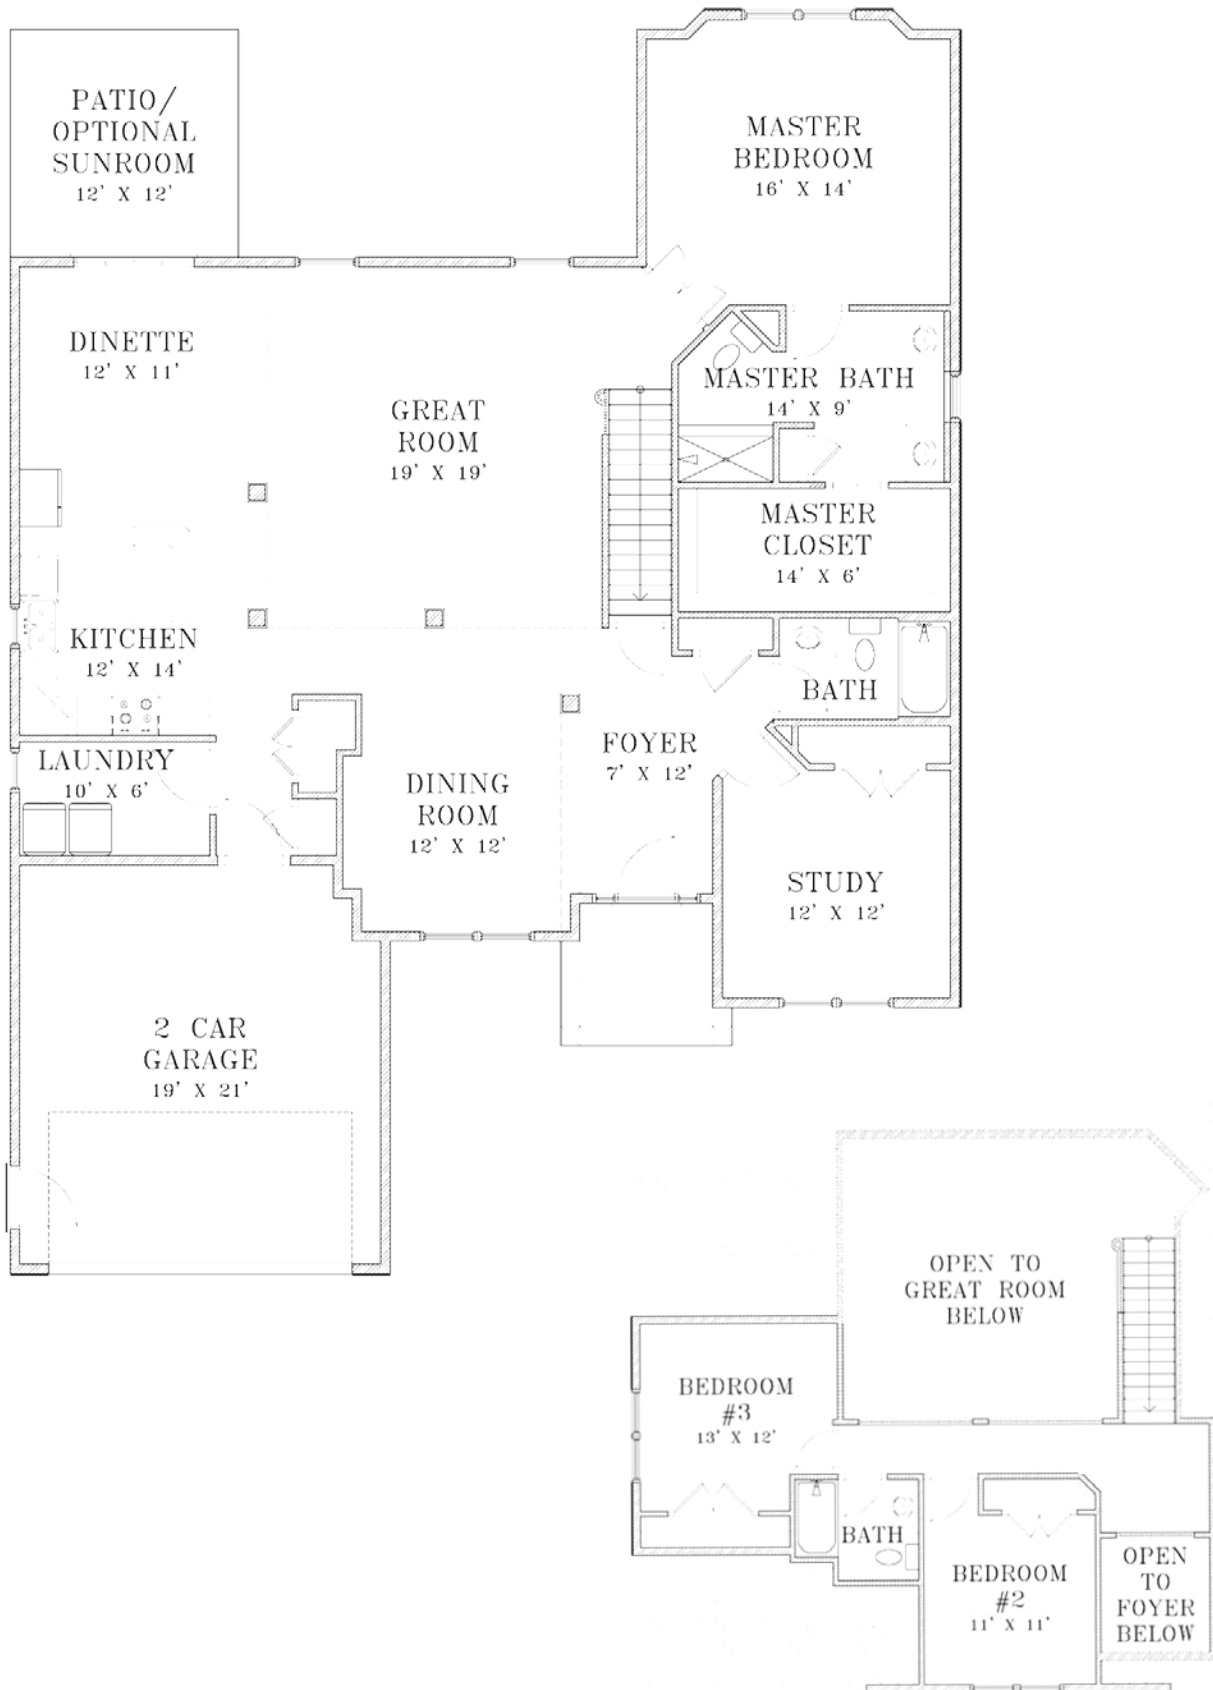 PATIO/
OPTIONAL
SUNROOM
12' X 12'
MASTER
BEDROOM
16' X 14'
DINETTE
12' X 11'
GREAT
ROOM
19' X 19'
MASTER BATH
14' X 9'
MASTER
CLOSET
14' X 6'
KITCHEN
12' X 14'
BATH
LAUNDRY
10' X 6'
DINING
ROOM
12' X 12'
FOYER
7' X 12'
STUDY
12' X 12'
2 CAR
GARAGE
19' X 21'
OPEN TO
GREAT ROOM
BELOW
BEDROOM
#3
13' X 12'
BATH
BEDROOM
#2
11' X 11'
OPEN
TO
FOYER
BELOW